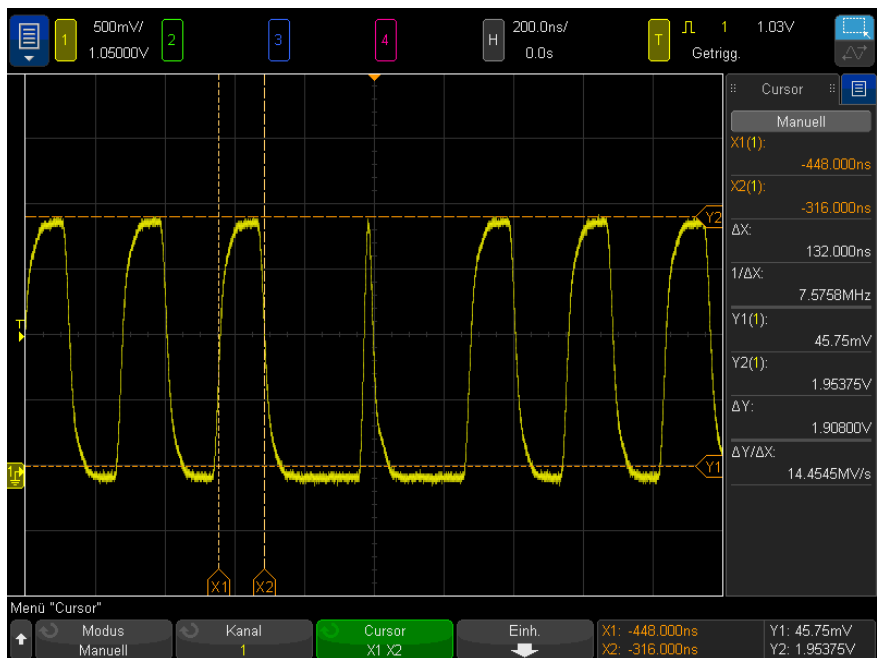 1 500mV/ 2 3 4 H 200.0ns/ T 1 1.03V
1.05000V 0.0s Getrigg.
Cursor
Manuell
X1(1):
-448.000ns
X2(1):
-316.000ns
ΔX:
132.000ns
1/ΔX:
7.5758MHz
Y1(1):
45.75mV
Y2(1):
1.95375V
ΔY:
1.90800V
ΔY/ΔX:
14.4545MV/s
Y2
T
Y1
1
X1 X2
Menü "Cursor"
Modus Kanal Cursor Einh. X1: -448.000ns Y1: 45.75mV
Manuell 1 X1 X2 X2: -316.000ns Y2: 1.95375V